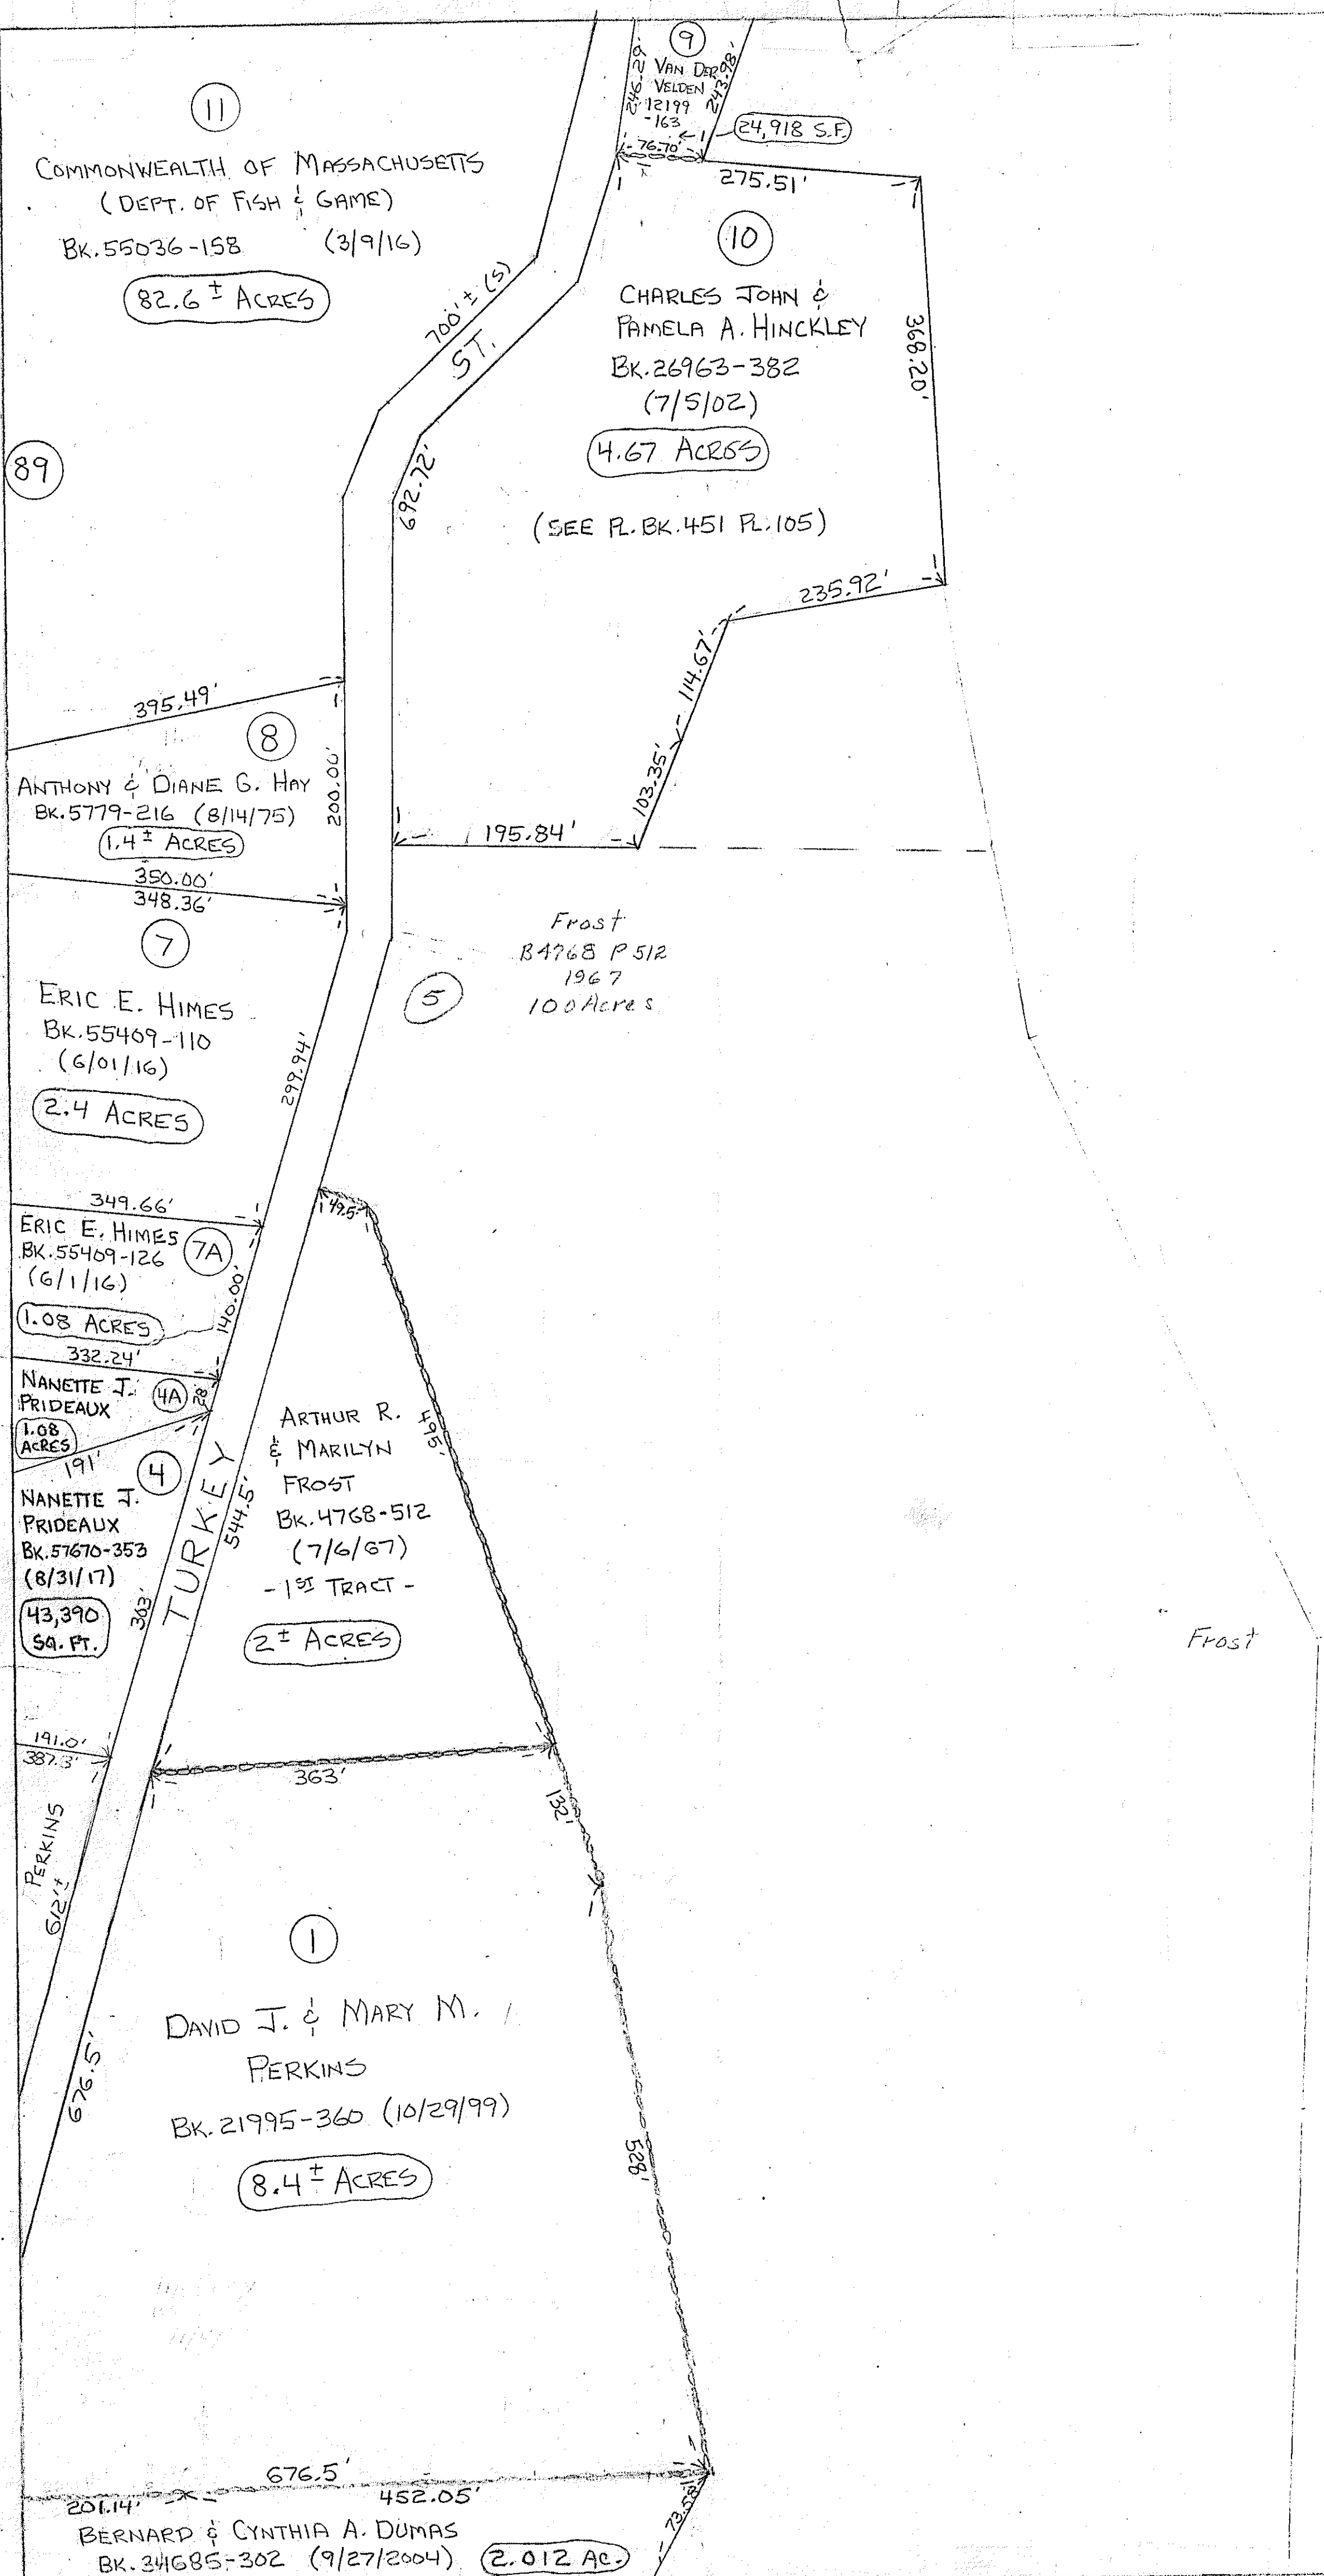 9
VAN DER
VELDEN
12199
-163
246.29'
243.98'
24,918 S.F.
76.70'
275.51'
11
COMMONWEALTH OF MASSACHUSETTS
(DEPT. OF FISH & GAME)
BK.55036-158 (3/9/16)
82.6 ± ACRES
700'± (S)
ST.
10
CHARLES JOHN &
PAMELA A. HINCKLEY
BK.26963-382
(7/5/02)
4.67 ACRES
(SEE PL.BK.451 PL.105)
368.20'
89
692.72'
235.92'
114.67'
103.35'
195.84'
395.49'
8
ANTHONY & DIANE G. HAY
BK.5779-216 (8/14/75)
1.4 ± ACRES
200.00'
350.00'
348.36'
7
ERIC E. HIMES
BK.55409-110
(6/01/16)
2.4 ACRES
299.94'
Frost
B4768 P512
1967
100 Acres
5
349.66'
ERIC E. HIMES
BK.55409-126
(6/1/16)
7A
1.08 ACRES
140.00'
332.24'
NANETTE J.
PRIDEAUX
4A
28'
1.08
ACRES
191'
4
NANETTE J.
PRIDEAUX
BK.57670-353
(8/31/17)
43,390
SQ. FT.
363'
TURKEY
544.5'
49.5'
495'
ARTHUR R.
& MARILYN
FROST
BK.4768-512
(7/6/67)
-1ST TRACT-
2 ± ACRES
Frost
191.0'
387.3'
363'
132'
PERKINS
612'±
676.5'
1
DAVID J. & MARY M.
PERKINS
BK.21995-360 (10/29/99)
8.4 ± ACRES
528'
676.5'
201.14'
452.05'
73.58'
BERNARD & CYNTHIA A. DUMAS
BK.34685-302 (9/27/2004) 2.012 AC.